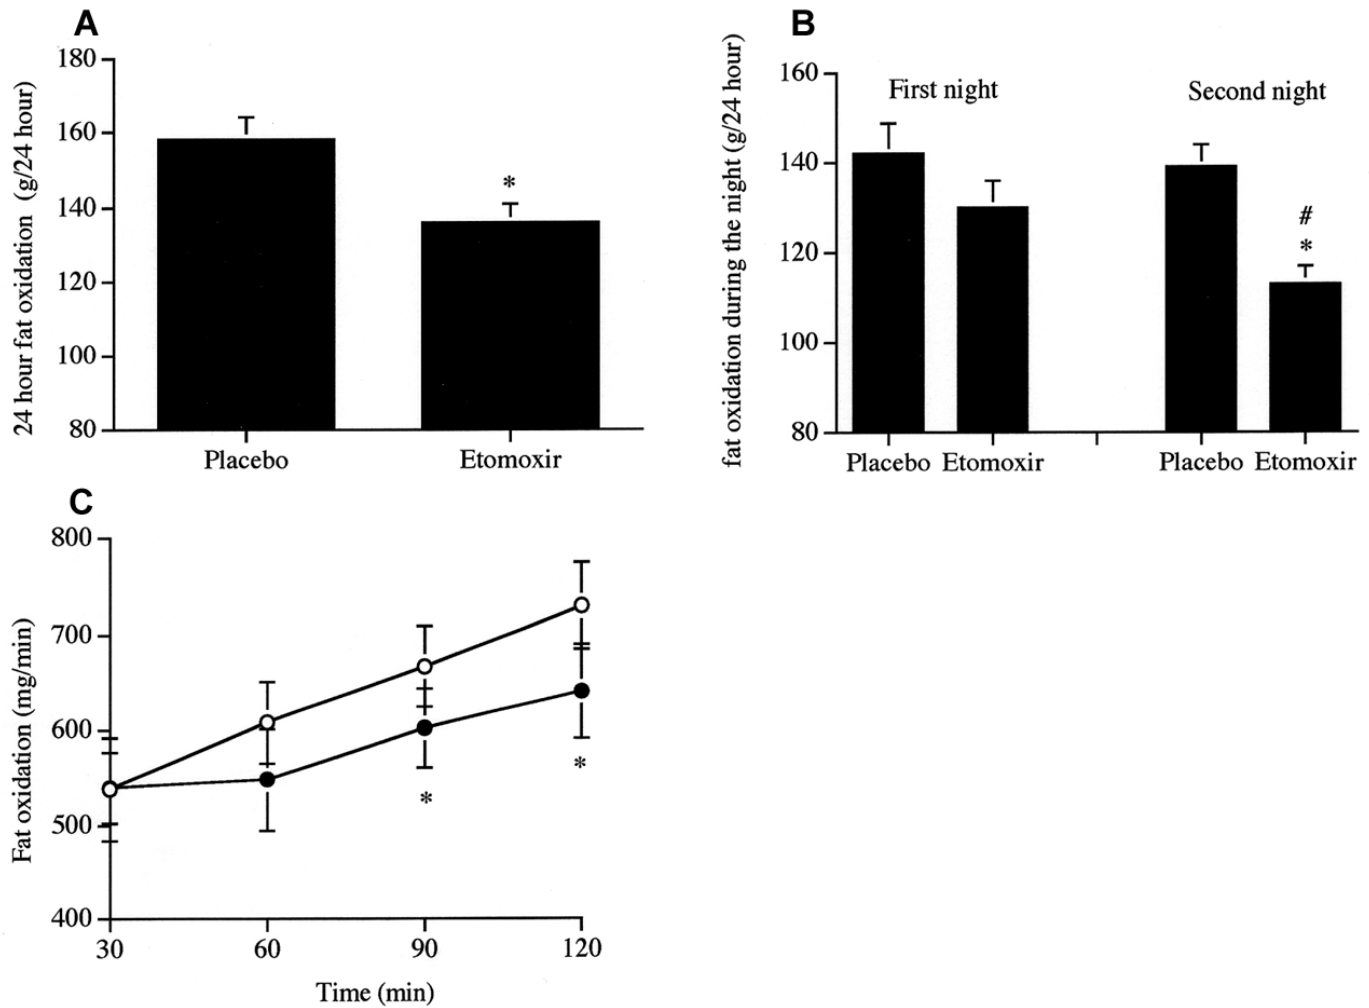 A
24 hour fat oxidation (g/24 hour)
180
160
140
120
100
80
*
Placebo
Etomoxir
B
fat oxidation during the night (g/24 hour)
160
140
120
100
80
First night
Second night
#
*
Placebo Etomoxir
Placebo Etomoxir
C
Fat oxidation (mg/min)
800
700
600
500
400
*
*
30 60 90 120
Time (min)